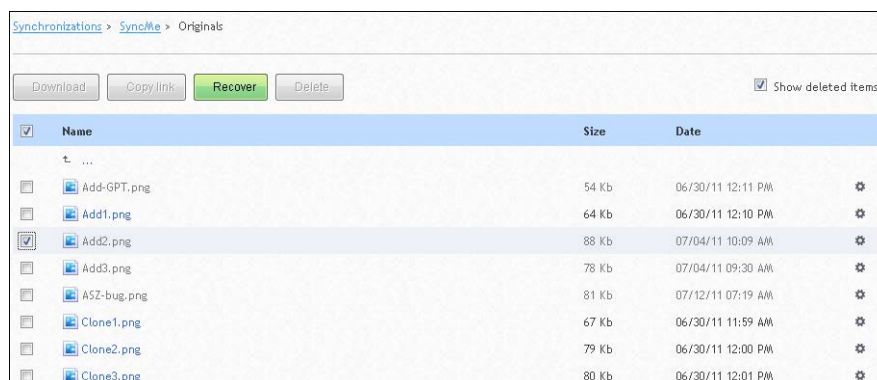 Synchronizations > SyncMe > Originals
Download Copy link Recover Delete Show deleted items
Name Size Date
...
Add-GPT.png 54 Kb 06/30/11 12:11 PM
Add1.png 64 Kb 06/30/11 12:10 PM
Add2.png 88 Kb 07/04/11 10:09 AM
Add3.png 78 Kb 07/04/11 09:30 AM
ASZ-bug.png 81 Kb 07/12/11 07:19 AM
Clone1.png 67 Kb 06/30/11 11:59 AM
Clone2.png 79 Kb 06/30/11 12:00 PM
Clone3.png 80 Kb 06/30/11 12:01 PM